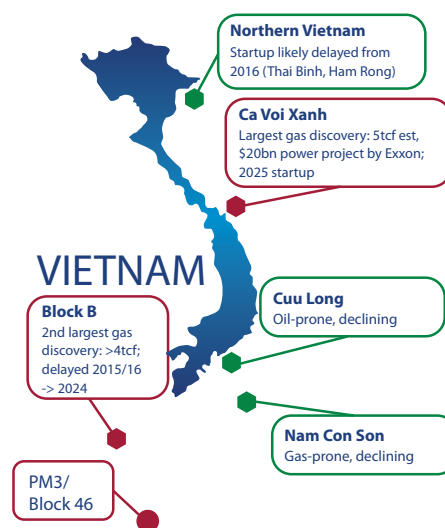 Northern Vietnam
Startup likely delayed from
2016 (Thai Binh, Ham Rong)
Ca Voi Xanh
Largest gas discovery: 5tcf est,
$20bn power project by Exxon;
2025 startup
VIETNAM
Block B
2nd largest gas
discovery: >4tcf;
delayed 2015/16
-> 2024
Cuu Long
Oil-prone, declining
Nam Con Son
Gas-prone, declining
PM3/
Block 46